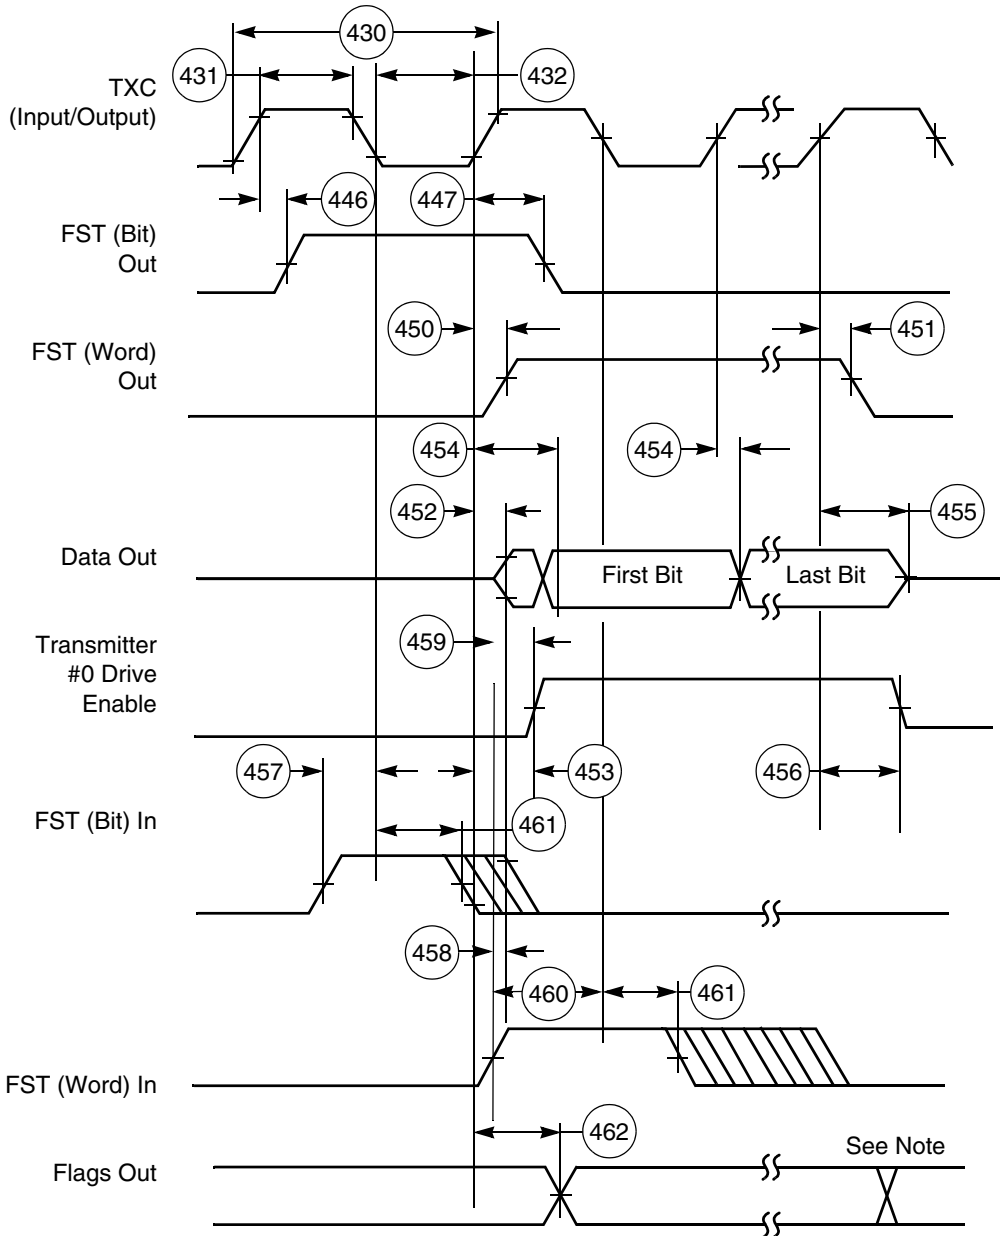 430
431
432
TXC
(Input/Output)
446
447
FST (Bit)
Out
450
451
FST (Word)
Out
454
454
452
455
Data Out
First Bit
Last Bit
459
Transmitter
#0 Drive
Enable
457
453
456
FST (Bit) In
461
458
460
461
FST (Word) In
462
See Note
Flags Out